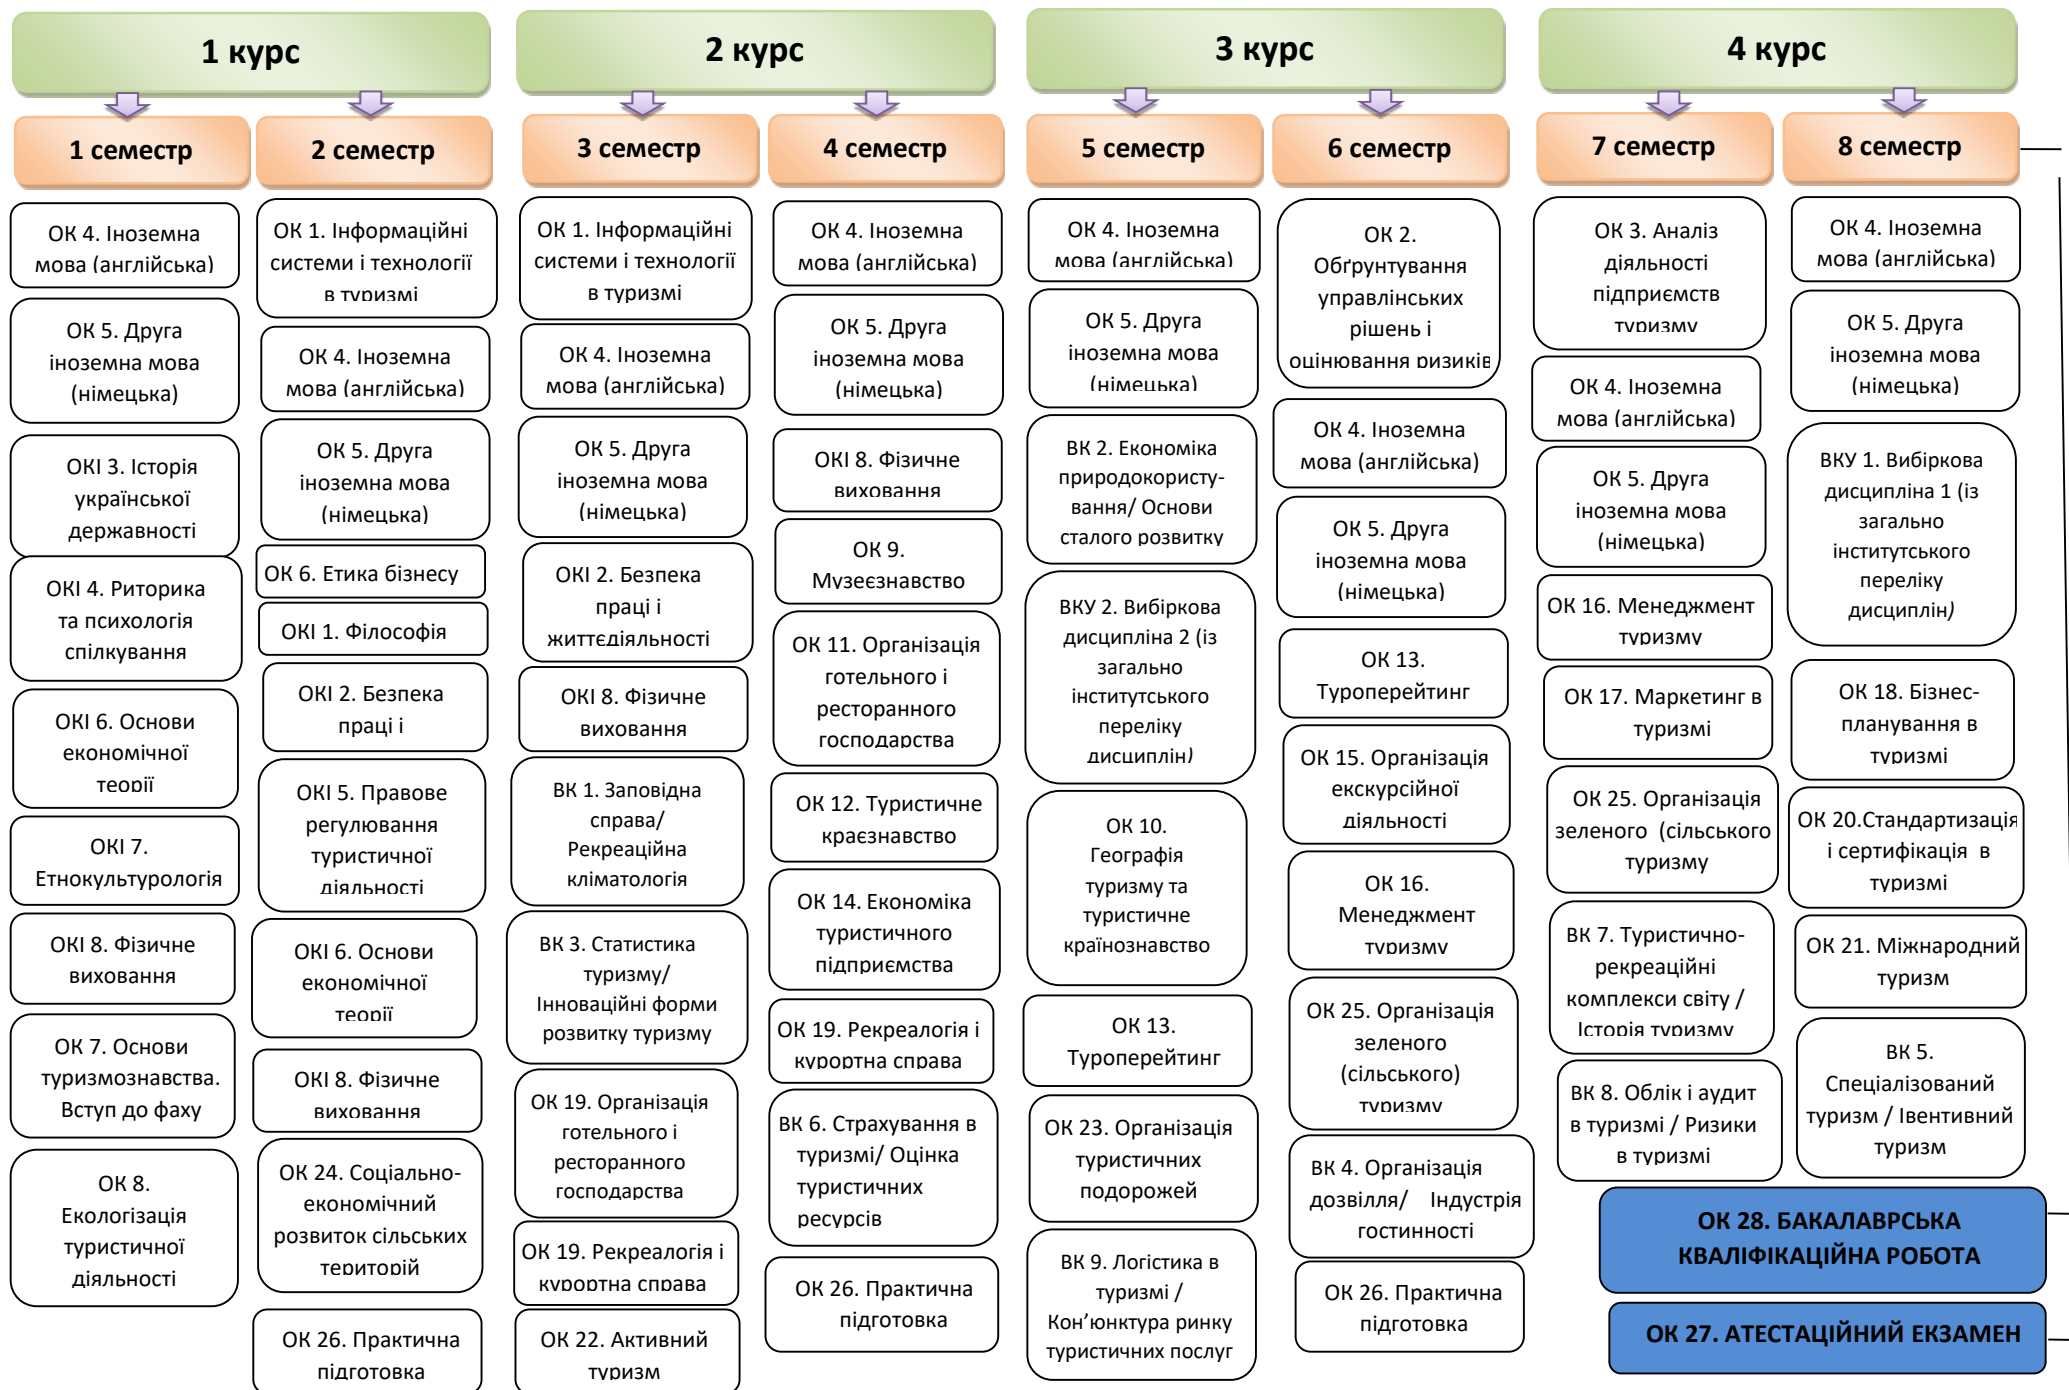 1 курс
2 курс
3 курс
4 курс
1 семестр
2 семестр
3 семестр
4 семестр
5 семестр
6 семестр
7 семестр
8 семестр
ОК 4. Іноземна
мова (англійська)
ОК 5. Друга
іноземна мова
(німецька)
ОКІ 3. Історія
української
державності
ОКІ 4. Риторика
та психологія
спілкування
ОКІ 6. Основи
економічної
теорії
ОКІ 7.
Етнокультурологія
ОКІ 8. Фізичне
виховання
ОК 7. Основи
туризмознавства.
Вступ до фаху
ОК 8.
Екологізація
туристичної
діяльності
ОК 1. Інформаційні
системи і технології
в туризмі
ОК 4. Іноземна
мова (англійська)
ОК 5. Друга
іноземна мова
(німецька)
ОК 6. Етика бізнесу
ОКІ 1. Філософія
ОКІ 2. Безпека
праці і
ОКІ 5. Правове
регулювання
туристичної
діяльності
ОКІ 6. Основи
економічної
теорії
ОКІ 8. Фізичне
виховання
ОК 24. Соціально-
економічний
розвиток сільських
територій
ОК 26. Практична
підготовка
ОК 1. Інформаційні
системи і технології
в туризмі
ОК 4. Іноземна
мова (англійська)
ОК 5. Друга
іноземна мова
(німецька)
ОКІ 2. Безпека
праці і
життєдіяльності
ОКІ 8. Фізичне
виховання
ВК 1. Заповідна
справа/
Рекреаційна
кліматологія
ВК 3. Статистика
туризму/
Інноваційні форми
розвитку туризму
ОК 19. Організація
готельного і
ресторанного
господарства
ОК 19. Рекреалогія і
курортна справа
ОК 22. Активний
туризм
ОК 4. Іноземна
мова (англійська)
ОК 5. Друга
іноземна мова
(німецька)
ОКІ 8. Фізичне
виховання
ОК 9.
Музеєзнавство
ОК 11. Організація
готельного і
ресторанного
господарства
ОК 12. Туристичне
краєзнавство
ОК 14. Економіка
туристичного
підприємства
ОК 19. Рекреалогія і
курортна справа
ВК 6. Страхування в
туризмі/ Оцінка
туристичних
ресурсів
ОК 26. Практична
підготовка
ОК 4. Іноземна
мова (англійська)
ОК 5. Друга
іноземна мова
(німецька)
ВК 2. Економіка
природокористу-
вання/ Основи
сталого розвитку
ВКУ 2. Вибіркова
дисципліна 2 (із
загально
інститутського
переліку
дисциплін)
ОК 10.
Географія
туризму та
туристичне
країнознавство
ОК 13.
Туроперейтинг
ОК 23. Організація
туристичних
подорожей
ВК 9. Логістика в
туризмі /
Кон’юнктура ринку
туристичних послуг
ОК 2.
Обґрунтування
управлінських
рішень і
оцінювання ризиків
ОК 4. Іноземна
мова (англійська)
ОК 5. Друга
іноземна мова
(німецька)
ОК 13.
Туроперейтинг
ОК 15. Організація
екскурсійної
діяльності
ОК 16.
Менеджмент
туризму
ОК 25. Організація
зеленого
(сільського)
туризму
ВК 4. Організація
дозвілля/ Індустрія
гостинності
ОК 26. Практична
підготовка
ОК 3. Аналіз
діяльності
підприємств
туризму
ОК 4. Іноземна
мова (англійська)
ОК 5. Друга
іноземна мова
(німецька)
ОК 16. Менеджмент
туризму
ОК 17. Маркетинг в
туризмі
ОК 25. Організація
зеленого (сільського
туризму
ВК 7. Туристично-
рекреаційні
комплекси світу /
Історія туризму
ВК 8. Облік і аудит
в туризмі / Ризики
в туризмі
ОК 4. Іноземна
мова (англійська)
ОК 5. Друга
іноземна мова
(німецька)
ВКУ 1. Вибіркова
дисципліна 1 (із
загально
інститутського
переліку
дисциплін)
ОК 18. Бізнес-
планування в
туризмі
ОК 20.Стандартизація
і сертифікація в
туризмі
ОК 21. Міжнародний
туризм
ВК 5.
Спеціалізований
туризм / Івентивний
туризм
ОК 28. БАКАЛАВРСЬКА
КВАЛІФІКАЦІЙНА РОБОТА
ОК 27. АТЕСТАЦІЙНИЙ ЕКЗАМЕН